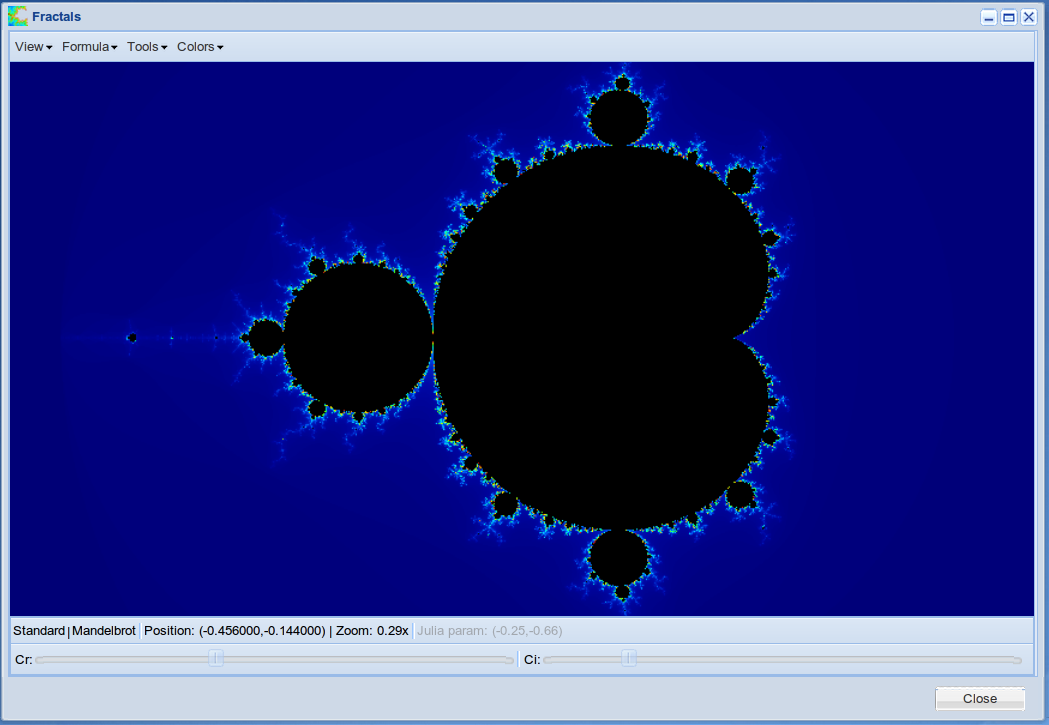 Fractals
View Formula Tools Colors
Standard|Mandelbrot Position: (-0.456000,-0.144000) | Zoom: 0.29x Julia param: (-0.25,-0.66)
Cr: Ci:
Close